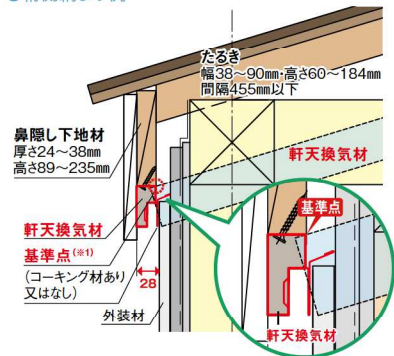 たるき
幅38～90mm・高さ60～184mm
間隔455mm以下
鼻隠し下地材
厚さ24～38mm
高さ89～235mm
軒天換気材
軒天換気材
基準点(※1)
(コーキング材あり
又はなし)
28
外装材
基準点
軒天換気材